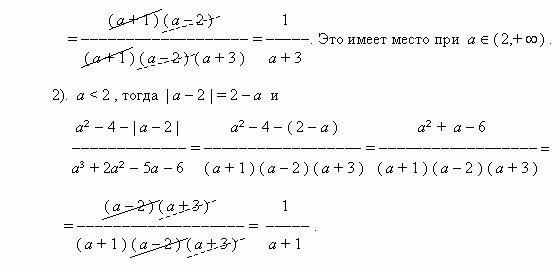 = (a + 1)(a – 2) / (a + 1)(a – 2)(a + 3) = 1 / a + 3 . Это имеет место при a ∈ (2,+ ∞) .
2). a < 2 , тогда | a – 2 | = 2 – a и
a² – 4 – | a – 2 | / a³ + 2a² – 5a – 6 = a² – 4 – (2 – a) / (a + 1)(a – 2)(a + 3) = a² + a – 6 / (a + 1)(a – 2)(a + 3) =
= (a – 2)(a + 3) / (a + 1)(a – 2)(a + 3) = 1 / a + 1 .